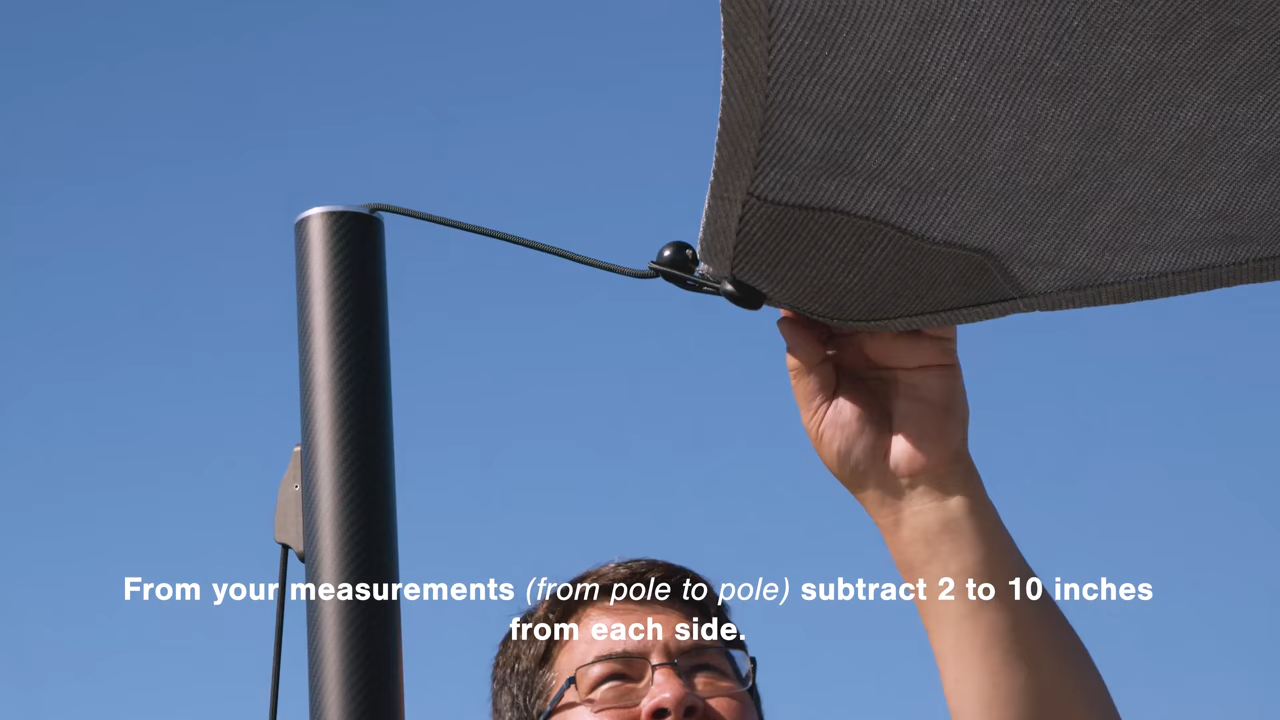 From your measurements (from pole to pole) subtract 2 to 10 inches
from each side.